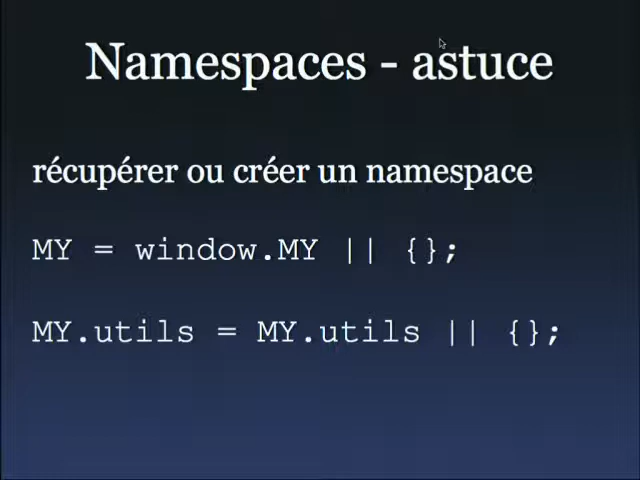 Namespaces - astuce
récupérer ou créer un namespace
MY = window.MY || {};
MY.utils = MY.utils || {};